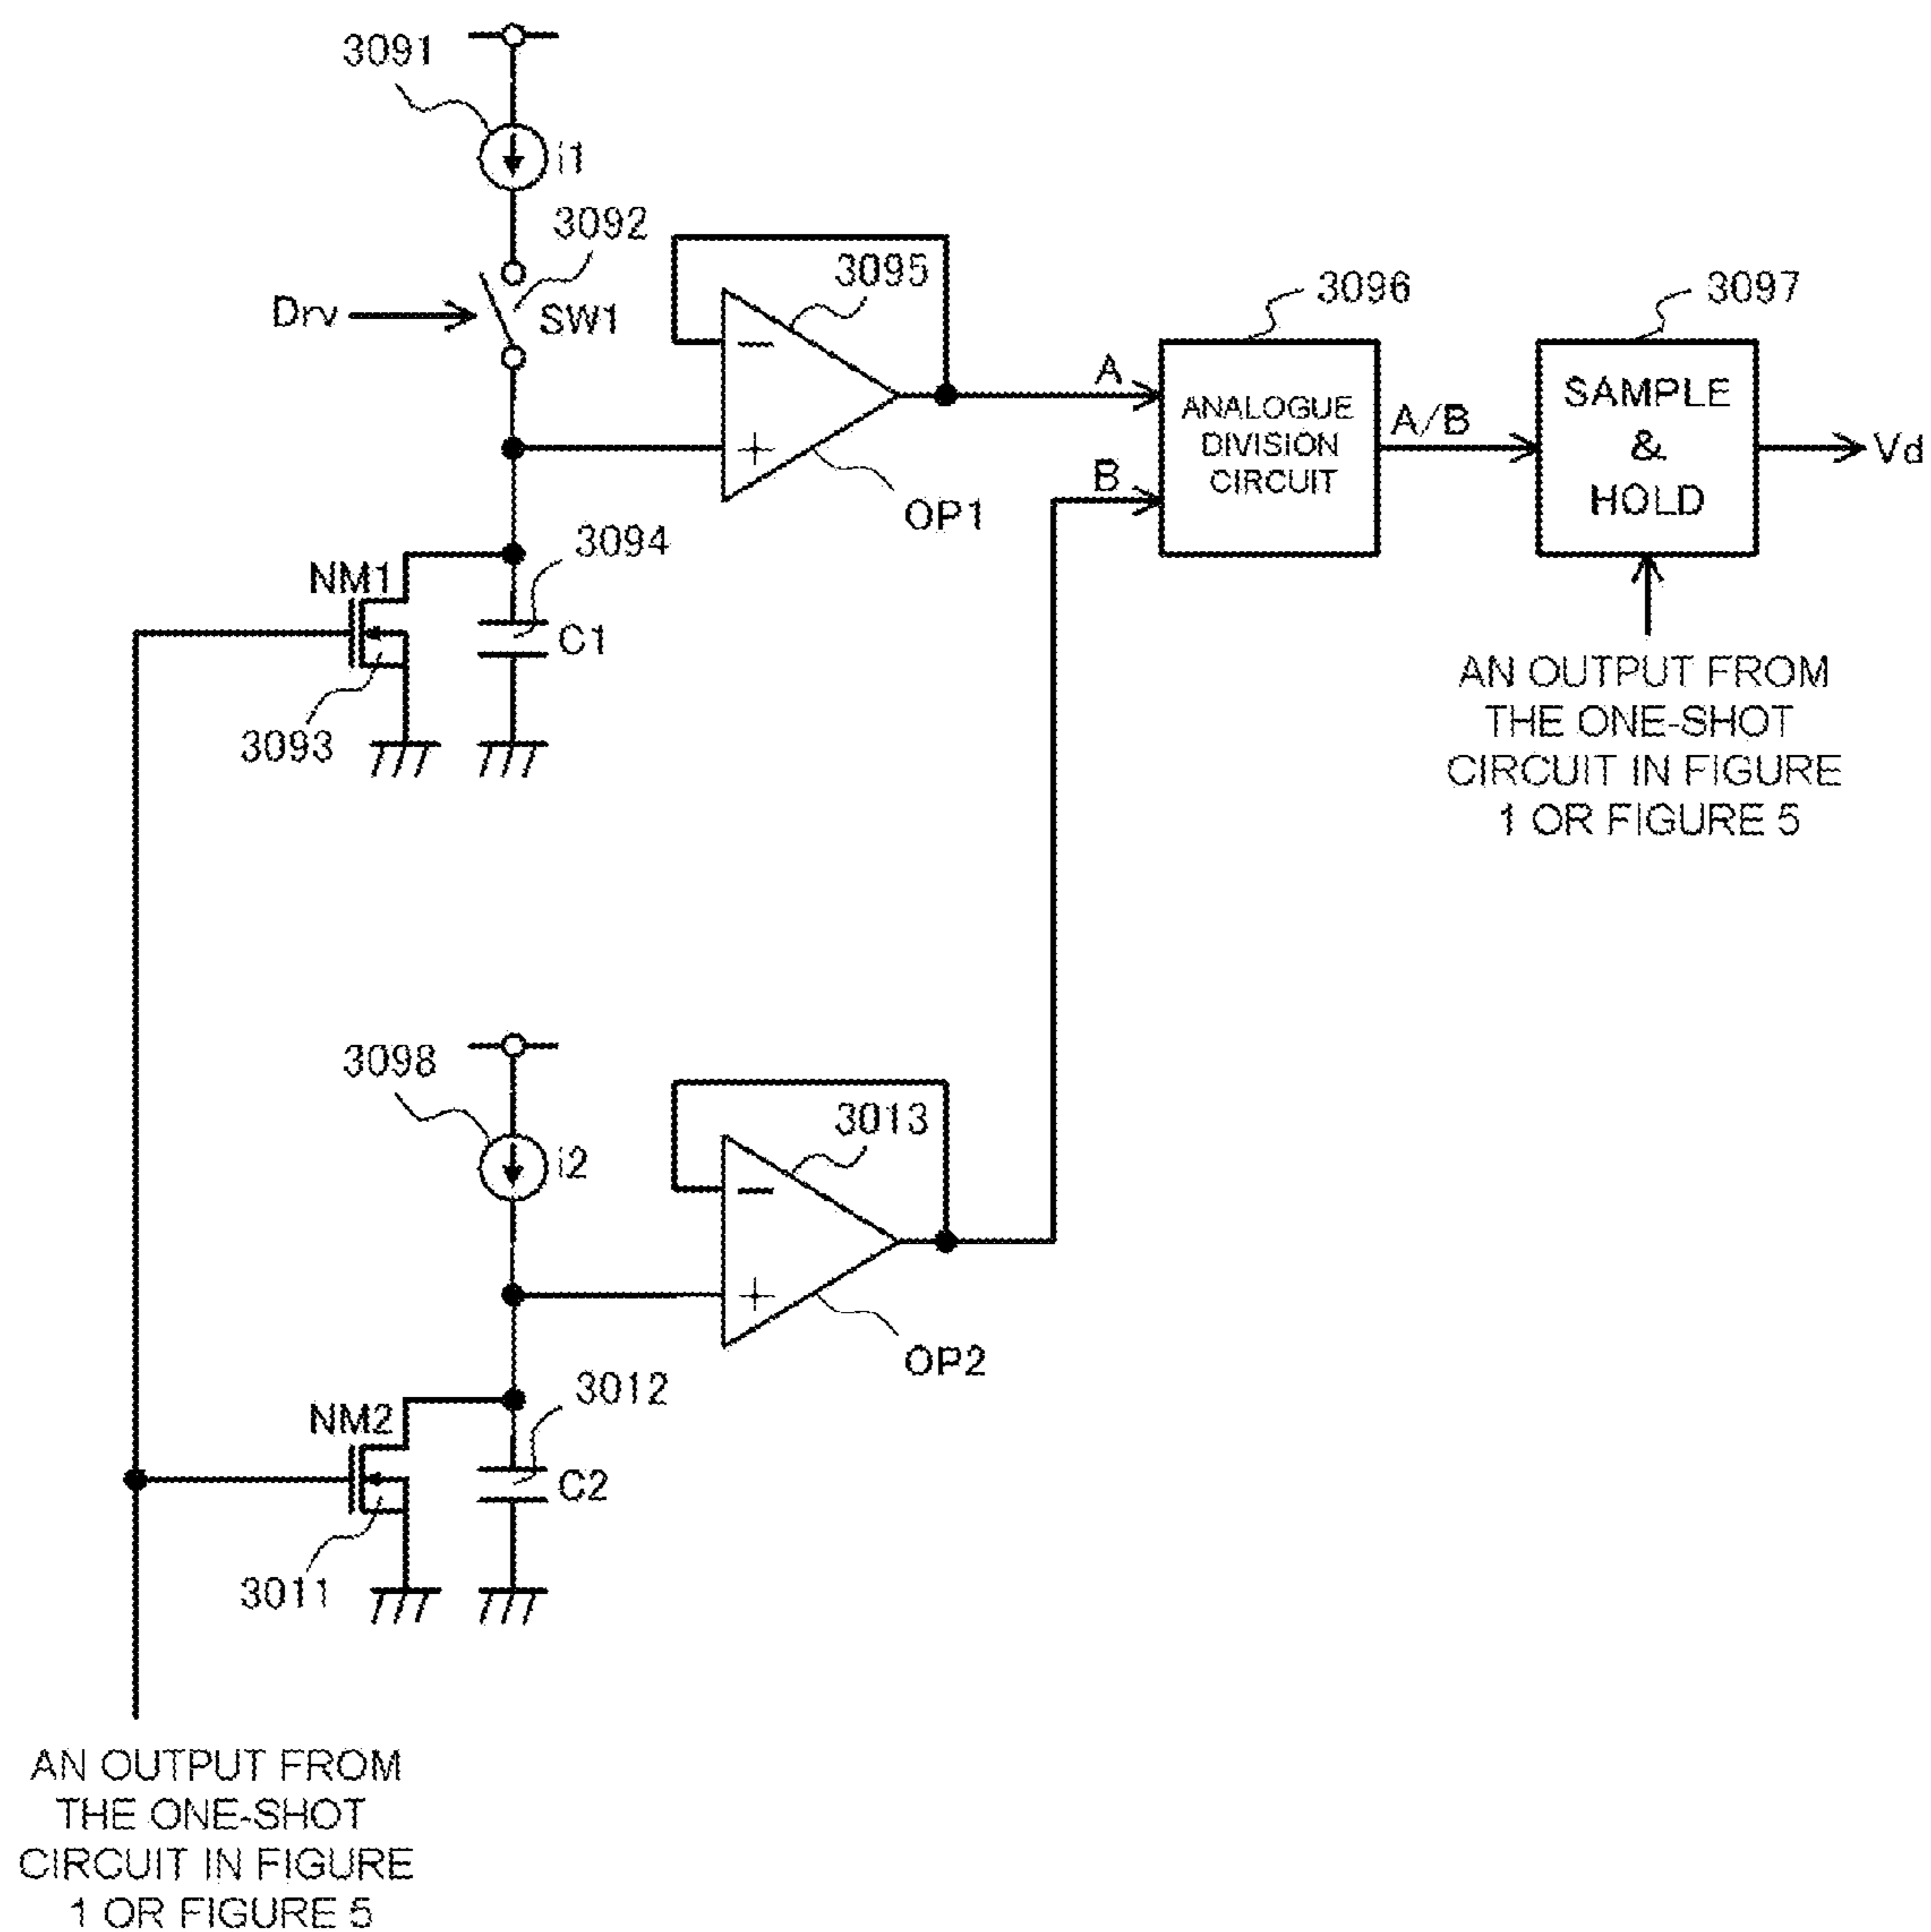 3091
i1
3092
Drv
SW1
3095
3096
3097
A
ANALOGUE
DIVISION
CIRCUIT
A/B
SAMPLE
&
HOLD
Vd
B
OP1
NM1
3094
C1
3093
AN OUTPUT FROM
THE ONE-SHOT
CIRCUIT IN FIGURE
1 OR FIGURE 5
3098
i2
3013
OP2
NM2
3012
C2
3011
AN OUTPUT FROM
THE ONE-SHOT
CIRCUIT IN FIGURE
1 OR FIGURE 5